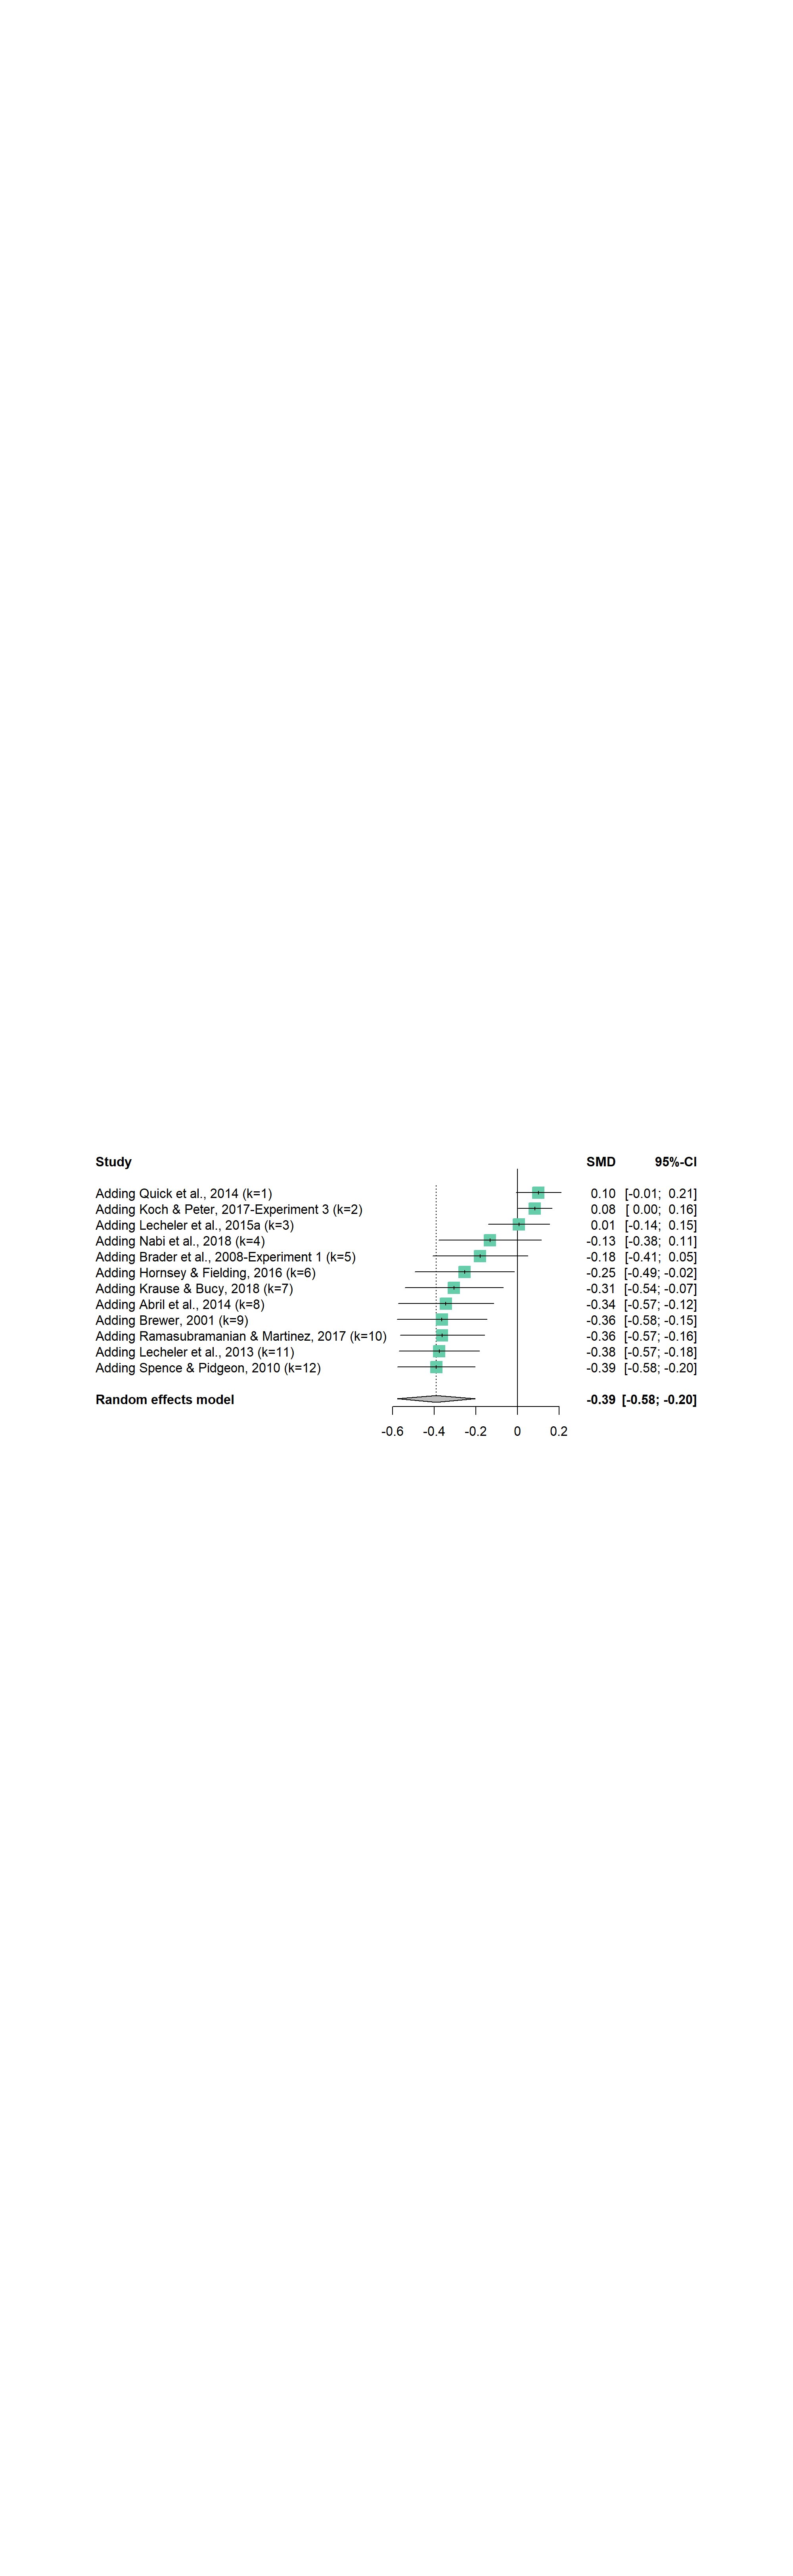 Study SMD 95%-CI
Adding Quick et al., 2014 (k=1) 0.10 [-0.01; 0.21]
Adding Koch & Peter, 2017-Experiment 3 (k=2) 0.08 [ 0.00; 0.16]
Adding Lecheler et al., 2015a (k=3) 0.01 [-0.14; 0.15]
Adding Nabi et al., 2018 (k=4) -0.13 [-0.38; 0.11]
Adding Brader et al., 2008-Experiment 1 (k=5) -0.18 [-0.41; 0.05]
Adding Hornsey & Fielding, 2016 (k=6) -0.25 [-0.49; -0.02]
Adding Krause & Bucy, 2018 (k=7) -0.31 [-0.54; -0.07]
Adding Abril et al., 2014 (k=8) -0.34 [-0.57; -0.12]
Adding Brewer, 2001 (k=9) -0.36 [-0.58; -0.15]
Adding Ramasubramanian & Martinez, 2017 (k=10) -0.36 [-0.57; -0.16]
Adding Lecheler et al., 2013 (k=11) -0.38 [-0.57; -0.18]
Adding Spence & Pidgeon, 2010 (k=12) -0.39 [-0.58; -0.20]
Random effects model -0.39 [-0.58; -0.20]
-0.6 -0.4 -0.2 0 0.2